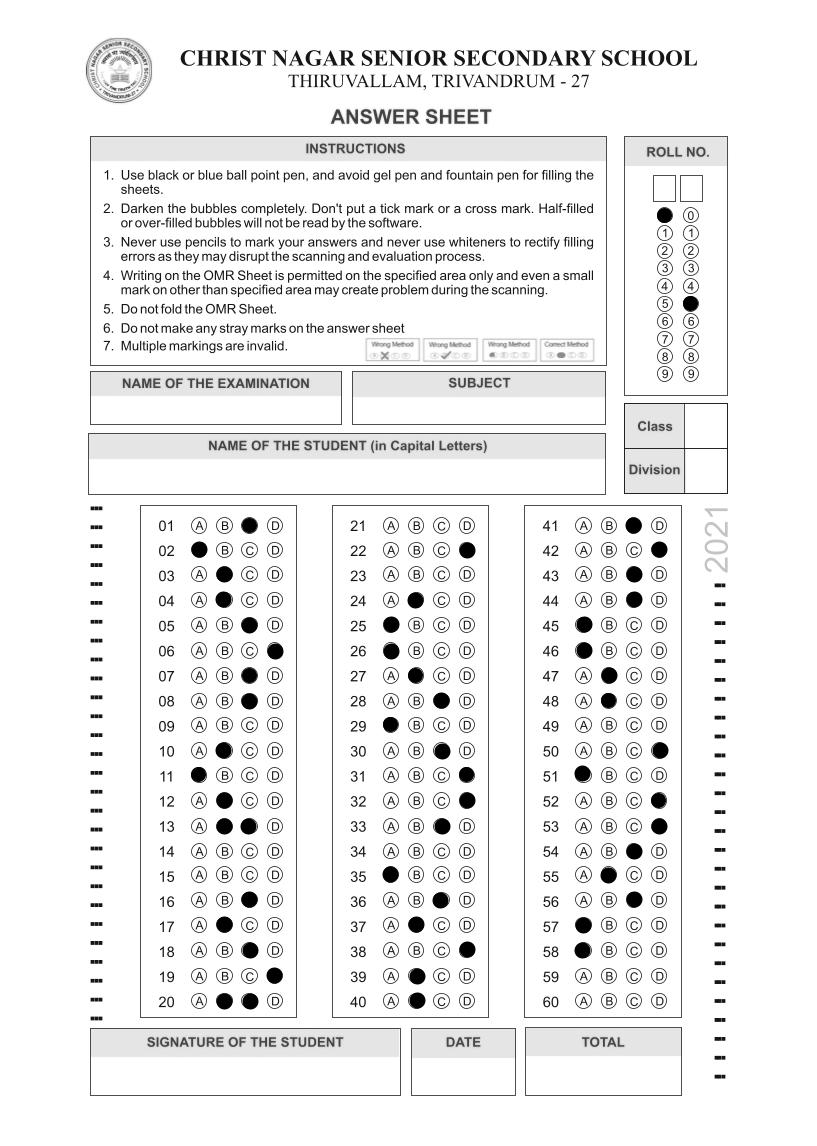 CHRIST NAGAR SENIOR SECONDARY SCHOOL
THIRUVALLAM, TRIVANDRUM - 27
ANSWER SHEET
INSTRUCTIONS
1. Use black or blue ball point pen, and avoid gel pen and fountain pen for filling the
sheets.
2. Darken the bubbles completely. Don't put a tick mark or a cross mark. Half-filled
or over-filled bubbles will not be read by the software.
3. Never use pencils to mark your answers and never use whiteners to rectify filling
errors as they may disrupt the scanning and evaluation process.
4. Writing on the OMR Sheet is permitted on the specified area only and even a small
mark on other than specified area may create problem during the scanning.
5. Do not fold the OMR Sheet.
6. Do not make any stray marks on the answer sheet
7. Multiple markings are invalid.
Wrong Method Wrong Method Wrong Method Correct Method
ROLL NO.
0
1 1
2 2
3 3
4 4
5
6 6
7 7
8 8
9 9
NAME OF THE EXAMINATION
SUBJECT
Class
NAME OF THE STUDENT (in Capital Letters)
Division
2021
01 A B D
02 B C D
03 A C D
04 A C D
05 A B D
06 A B C
07 A B D
08 A B D
09 A B C D
10 A C D
11 B C D
12 A C D
13 A D
14 A B C D
15 A B C D
16 A B D
17 A C D
18 A B D
19 A B C
20 A D
21 A B C D
22 A B C
23 A B C D
24 A C D
25 B C D
26 B C D
27 A C D
28 A B D
29 B C D
30 A B D
31 A B C
32 A B C
33 A B D
34 A B C D
35 B C D
36 A B D
37 A C D
38 A B C
39 A C D
40 A C D
41 A B D
42 A B C
43 A B D
44 A B D
45 B C D
46 B C D
47 A C D
48 A C D
49 A B C D
50 A B C
51 B C D
52 A B C
53 A B C
54 A B D
55 A C D
56 A B D
57 B C D
58 B C D
59 A B C D
60 A B C D
SIGNATURE OF THE STUDENT
DATE
TOTAL